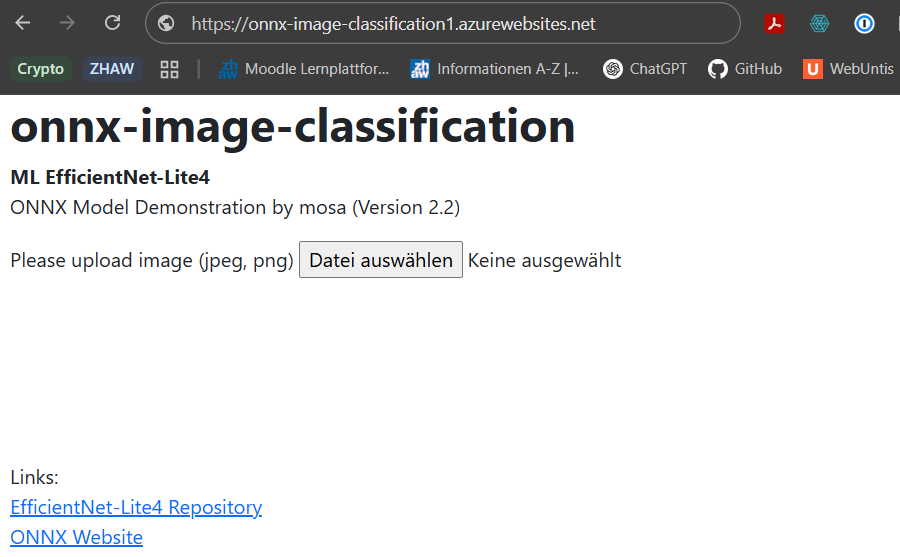 https://onnx-image-classification1.azurewebsites.net
Crypto ZHAW Moodle Lernplattfor... zh aw Informationen A-Z |... ChatGPT GitHub U WebUntis
onnx-image-classification
ML EfficientNet-Lite4
ONNX Model Demonstration by mosa (Version 2.2)
Please upload image (jpeg, png) Datei auswählen Keine ausgewählt
Links:
EfficientNet-Lite4 Repository
ONNX Website